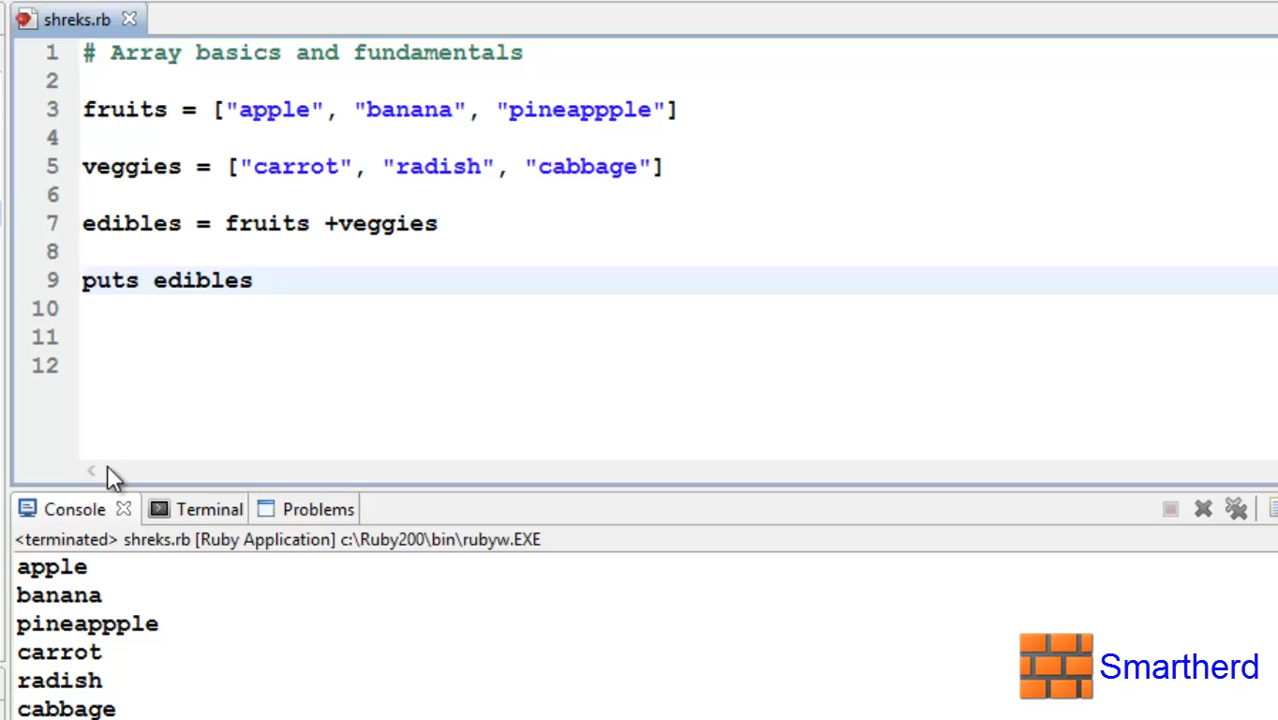 shreks.rb
1 # Array basics and fundamentals
2
3 fruits = ["apple", "banana", "pineappple"]
4
5 veggies = ["carrot", "radish", "cabbage"]
6
7 edibles = fruits +veggies
8
9 puts edibles
10
11
12
Console Terminal Problems
<terminated> shreks.rb [Ruby Application] c:\Ruby200\bin\rubyw.EXE
apple
banana
pineappple
carrot
radish
cabbage
Smartherd